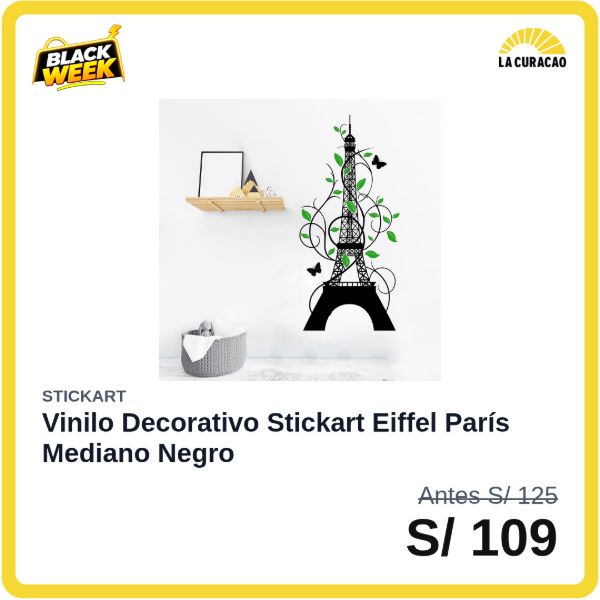 BLACK
WEEK
LA CURACAO
STICKART
Vinilo Decorativo Stickart Eiffel París
Mediano Negro
Antes S/ 125
S/ 109